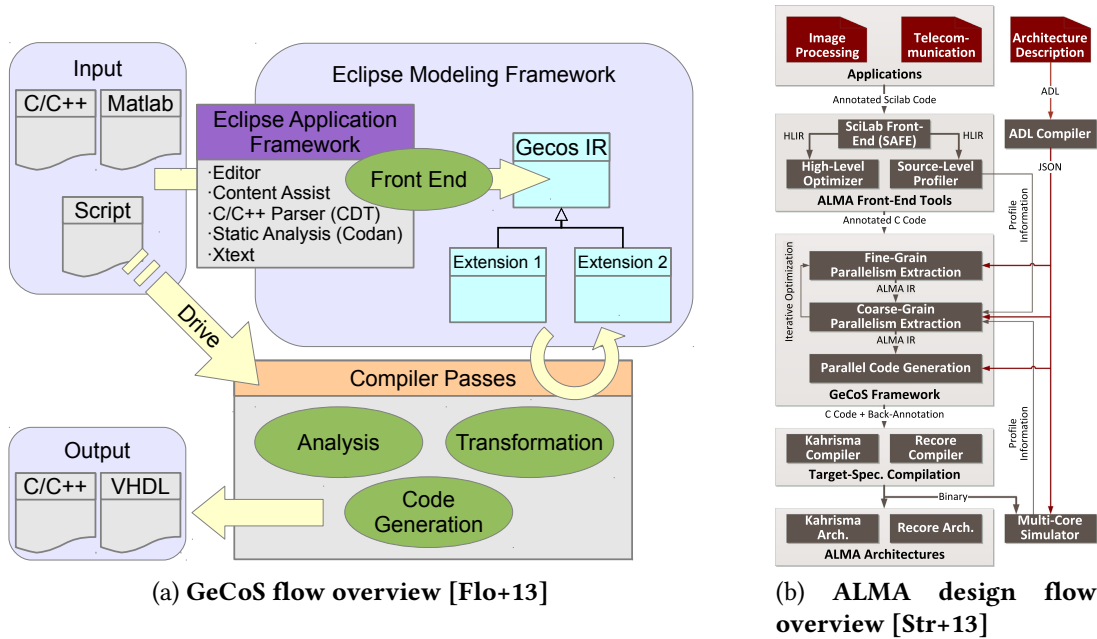 Input
C/C++
Matlab
Script
Drive
Eclipse Modeling Framework
Eclipse Application
Framework
·Editor
·Content Assist
·C/C++ Parser (CDT)
·Static Analysis (Codan)
·Xtext
Front End
Gecos IR
Extension 1
Extension 2
Compiler Passes
Analysis
Transformation
Code
Generation
Output
C/C++
VHDL
(a) GeCoS flow overview [Flo+13]
Image
Processing
Telecom-
munication
Applications
Architecture
Description
Annotated Scilab Code
ADL
SciLab Front-
End (SAFE)
HLIR
HLIR
High-Level
Optimizer
Source-Level
Profiler
ALMA Front-End Tools
ADL Compiler
JSON
Annotated C Code
Profile
Information
Iterative Optimization
Fine-Grain
Parallelism Extraction
ALMA IR
Coarse-Grain
Parallelism Extraction
ALMA IR
Parallel Code Generation
GeCoS Framework
C Code + Back-Annotation
Profile
Information
Kahrisma
Compiler
Recore
Compiler
Target-Spec. Compilation
Binary
Kahrisma
Arch.
Recore Arch.
ALMA Architectures
Multi-Core
Simulator
(b) ALMA design flow
overview [Str+13]